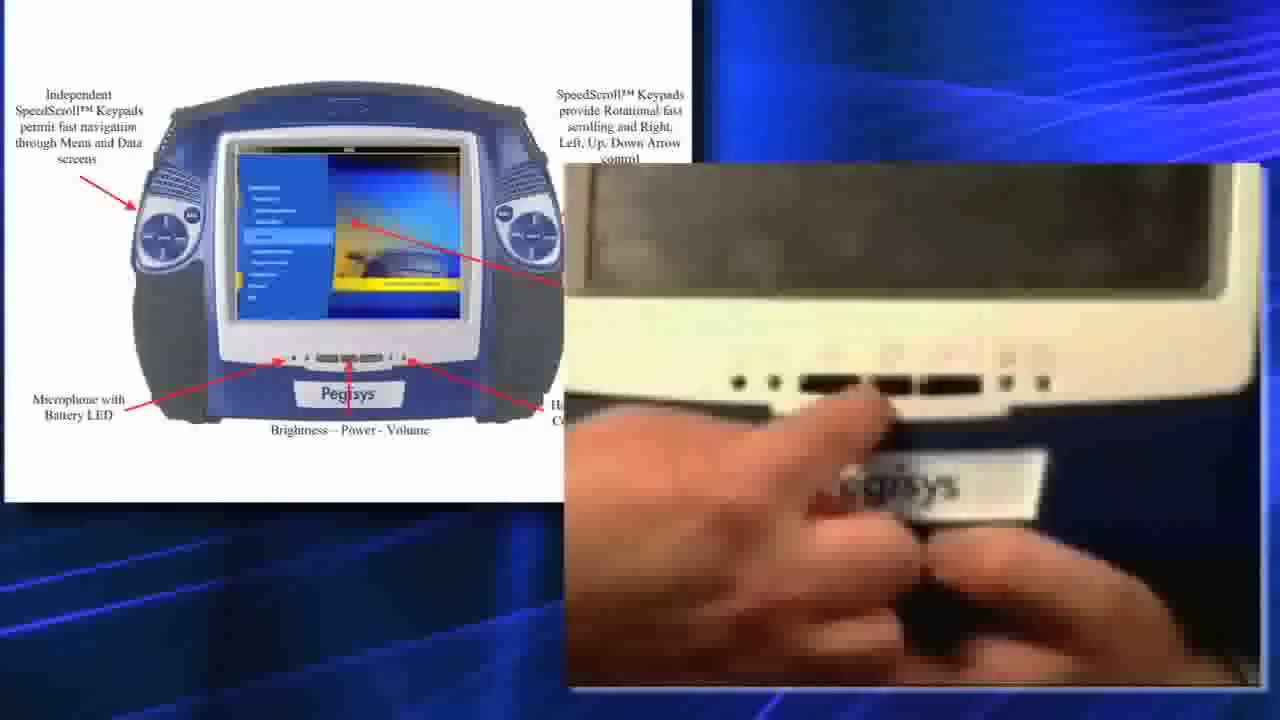 Independent
SpeedScroll™ Keypads
permit fast navigation
through Menu and Data
screens
SpeedScroll™ Keypads
provide Rotational fast
scrolling and Right,
Left, Up, Down Arrow
control
Microphone with
Battery LED
Pegisys
Brightness – Power - Volume
egisys